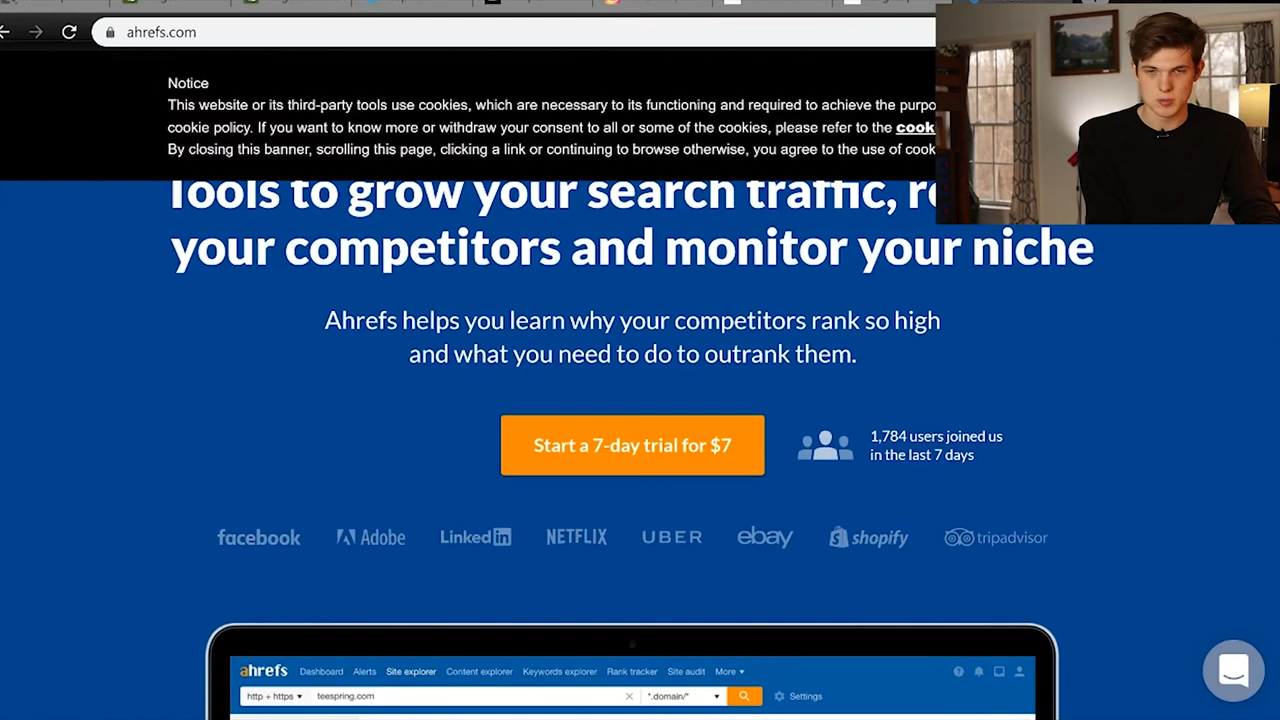 ahrefs.com
Notice
This website or its third-party tools use cookies, which are necessary to its functioning and required to achieve the
cookie policy. If you want to know more or withdraw your consent to all or some of the cookies, please refer to the
By closing this banner, scrolling this page, clicking a link or continuing to browse otherwise, you agree to the use of
Tools to grow your search traffic,
your competitors and monitor your niche
Ahrefs helps you learn why your competitors rank so high
and what you need to do to outrank them.
Start a 7-day trial for $7
1,784 users joined us
in the last 7 days
facebook Adobe LinkedIn NETFLIX UBER ebay shopify tripadvisor
ahrefs Dashboard Alerts Site explorer Content explorer Keywords explorer Rank tracker Site audit More
http + https teespring.com *.domain/* Settings